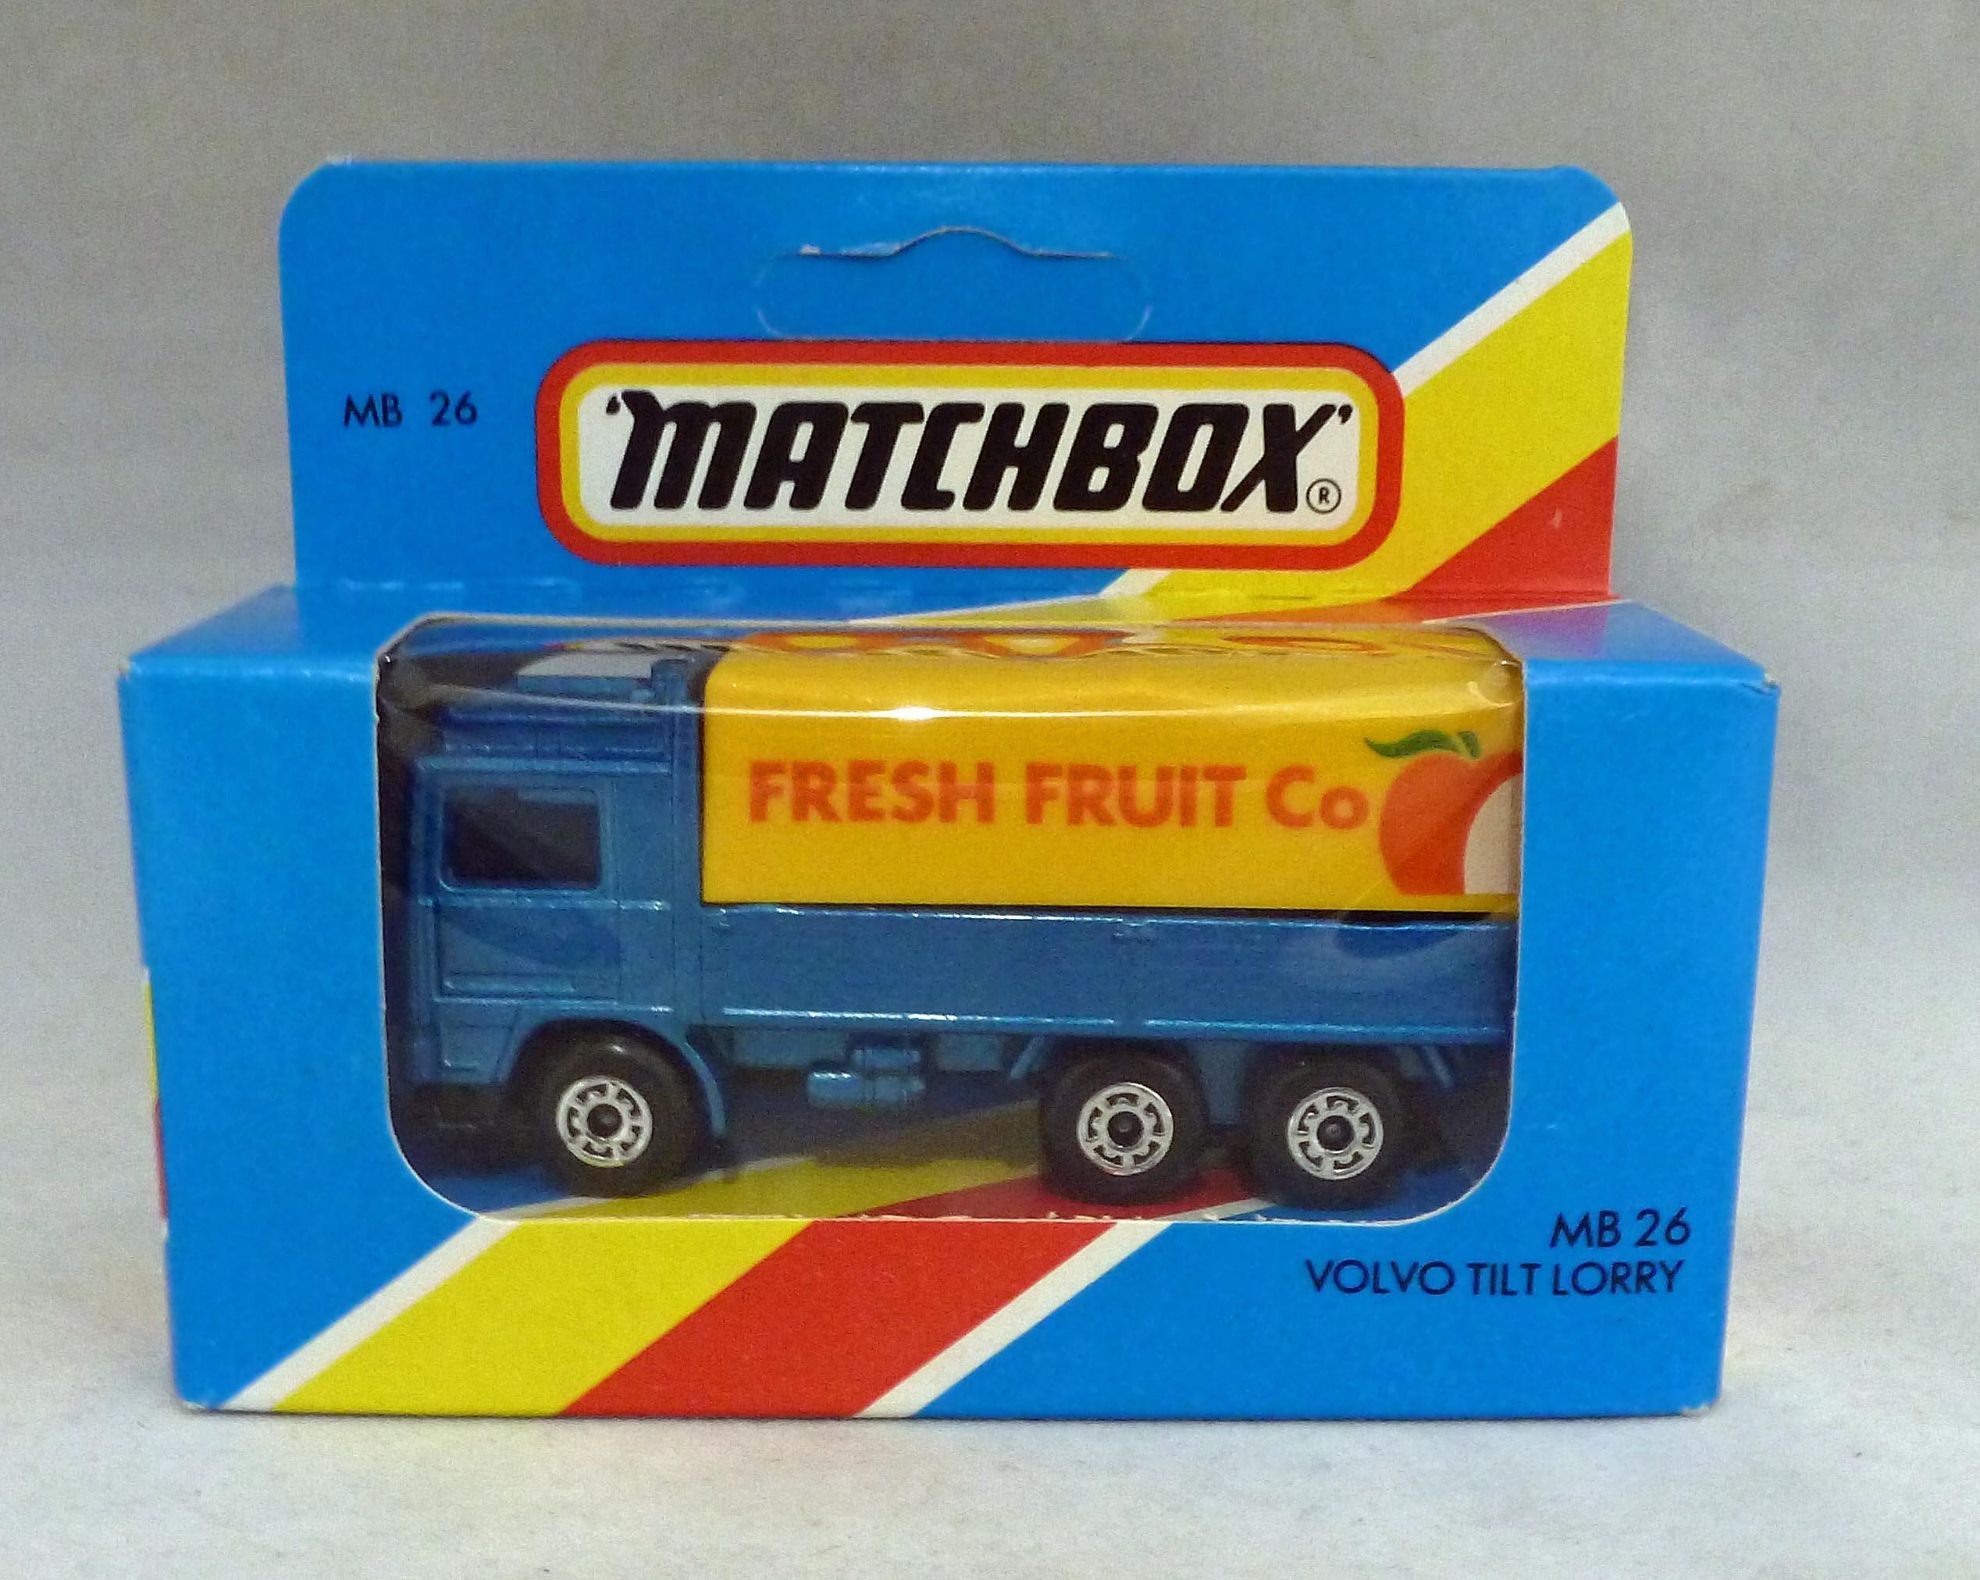 MB 26
'MATCHBOX'®
FRESH FRUIT Co
MB 26
VOLVO TILT LORRY